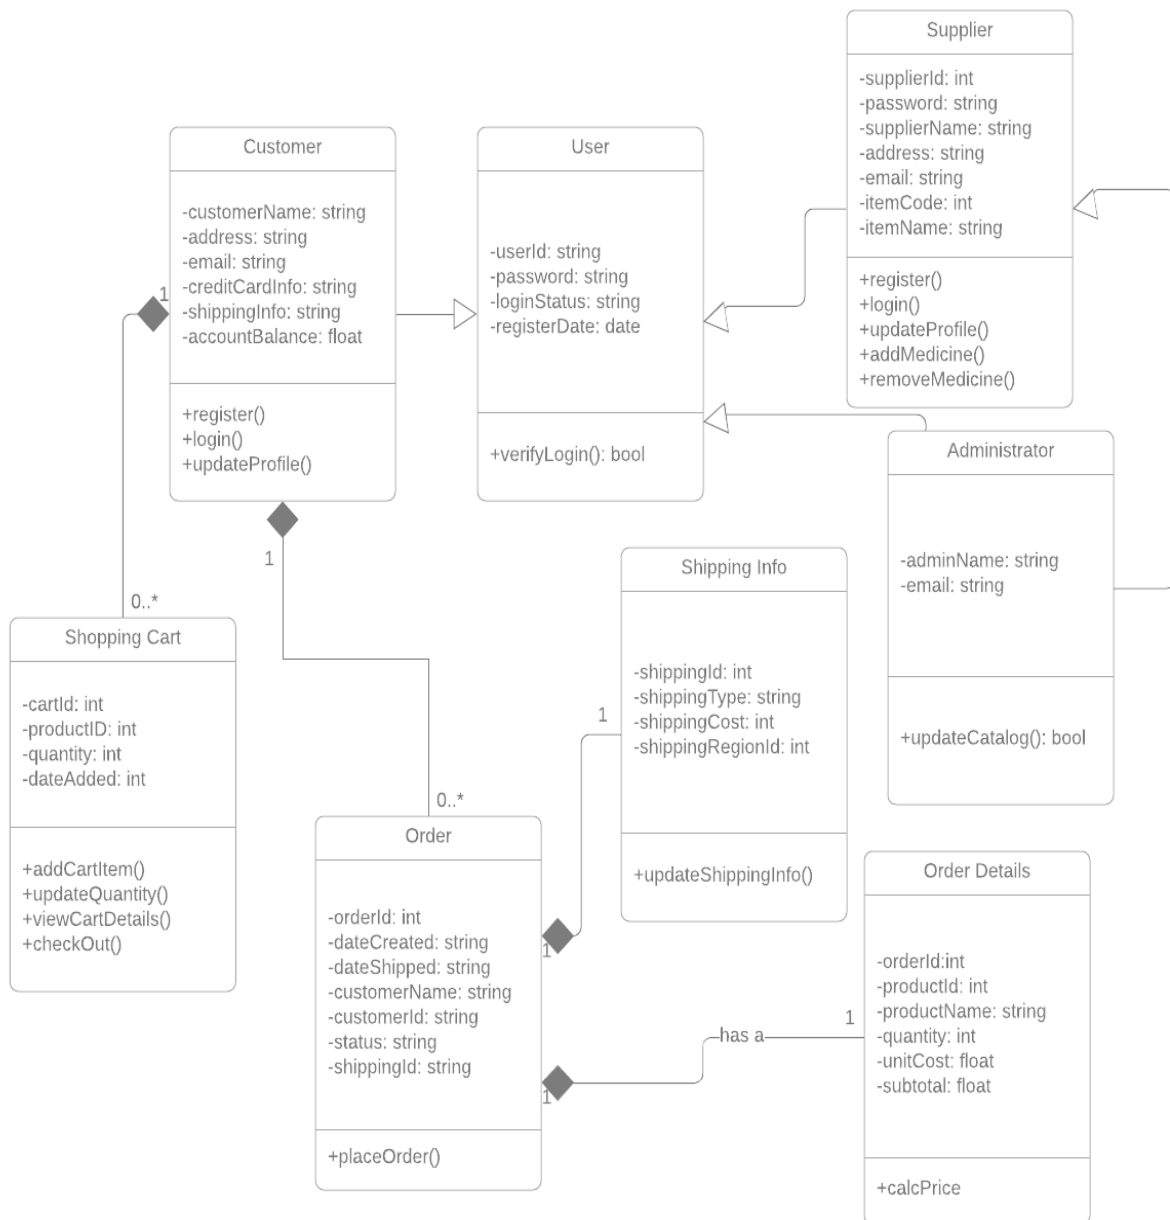 Supplier
-supplierId: int
-password: string
-supplierName: string
-address: string
-email: string
-itemCode: int
-itemName: string
+register()
+login()
+updateProfile()
+addMedicine()
+removeMedicine()
Customer
-customerName: string
-address: string
-email: string
-creditCardInfo: string
-shippingInfo: string
-accountBalance: float
+register()
+login()
+updateProfile()
User
-userId: string
-password: string
-loginStatus: string
-registerDate: date
+verifyLogin(): bool
1
1
0..*
Administrator
-adminName: string
-email: string
+updateCatalog(): bool
Shipping Info
-shippingId: int
-shippingType: string
-shippingCost: int
-shippingRegionId: int
+updateShippingInfo()
Shopping Cart
-cartId: int
-productID: int
-quantity: int
-dateAdded: int
+addCartItem()
+updateQuantity()
+viewCartDetails()
+checkOut()
1
0..*
Order
-orderId: int
-dateCreated: string
-dateShipped: string
-customerName: string
-customerId: string
-status: string
-shippingId: string
+placeOrder()
1
1
has a
1
Order Details
-orderId:int
-productId: int
-productName: string
-quantity: int
-unitCost: float
-subtotal: float
+calcPrice